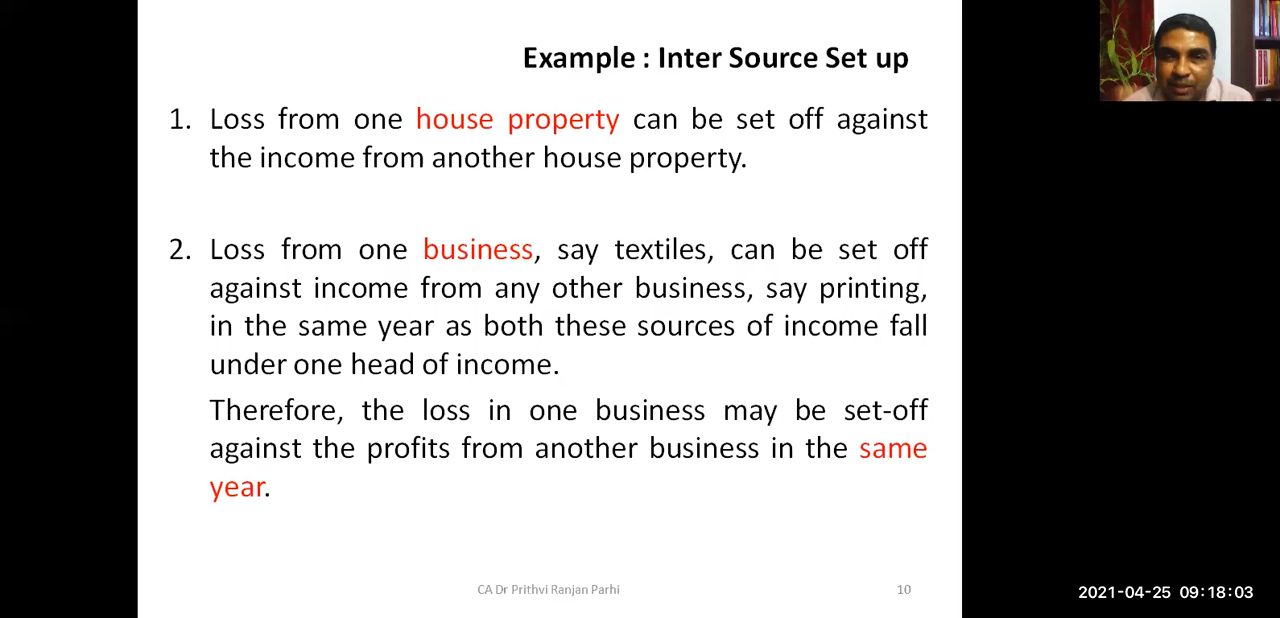 Example : Inter Source Set up
1. Loss from one house property can be set off against
the income from another house property.
2. Loss from one business, say textiles, can be set off
against income from any other business, say printing,
in the same year as both these sources of income fall
under one head of income.
Therefore, the loss in one business may be set-off
against the profits from another business in the same
year.
CA Dr Prithvi Ranjan Parhi
10
2021-04-25 09:18:03